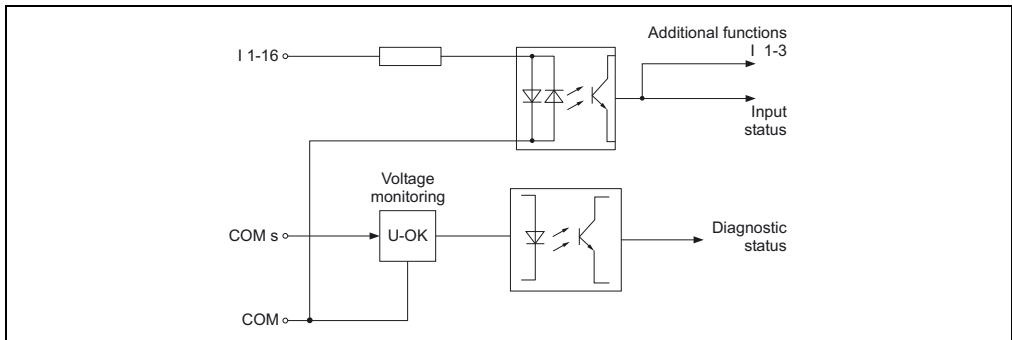 Additional functions
I 1-3
I 1-16
Input
status
Voltage
monitoring
COM s
U-OK
Diagnostic
status
COM